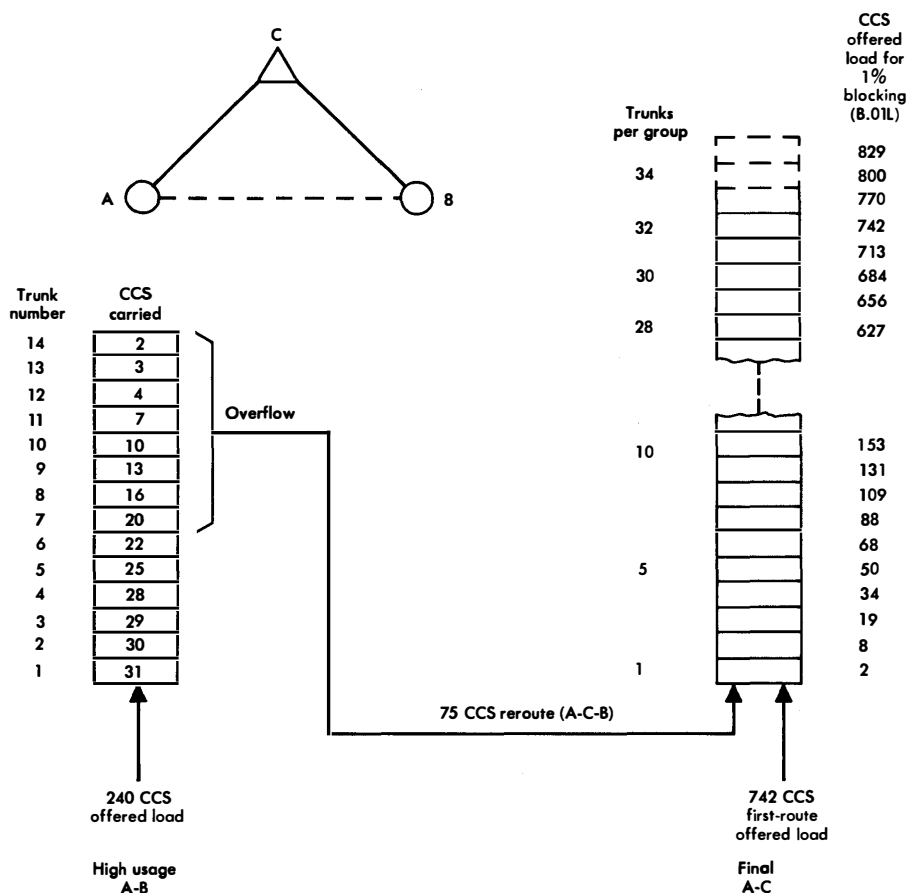 C
A
8
CCS
offered
load for
1%
blocking
(B.01L)
Trunks
per group
829
34 800
770
32 742
713
30 684
656
28 627
10 153
131
109
88
68
5 50
34
19
8
1 2
Trunk
number
CCS
carried
14 2
13 3
12 4
11 7
10 10
9 13
8 16
7 20
6 22
5 25
4 28
3 29
2 30
1 31
Overflow
75 CCS reroute (A-C-B)
240 CCS
offered load
742 CCS
first-route
offered load
High usage
A-B
Final
A-C